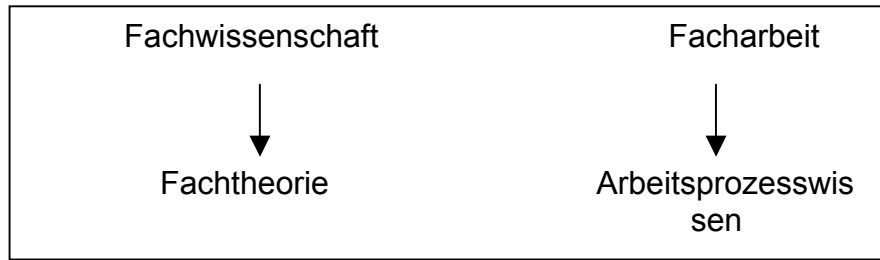 Fachwissenschaft
Facharbeit
Fachtheorie
Arbeitsprozesswis
sen